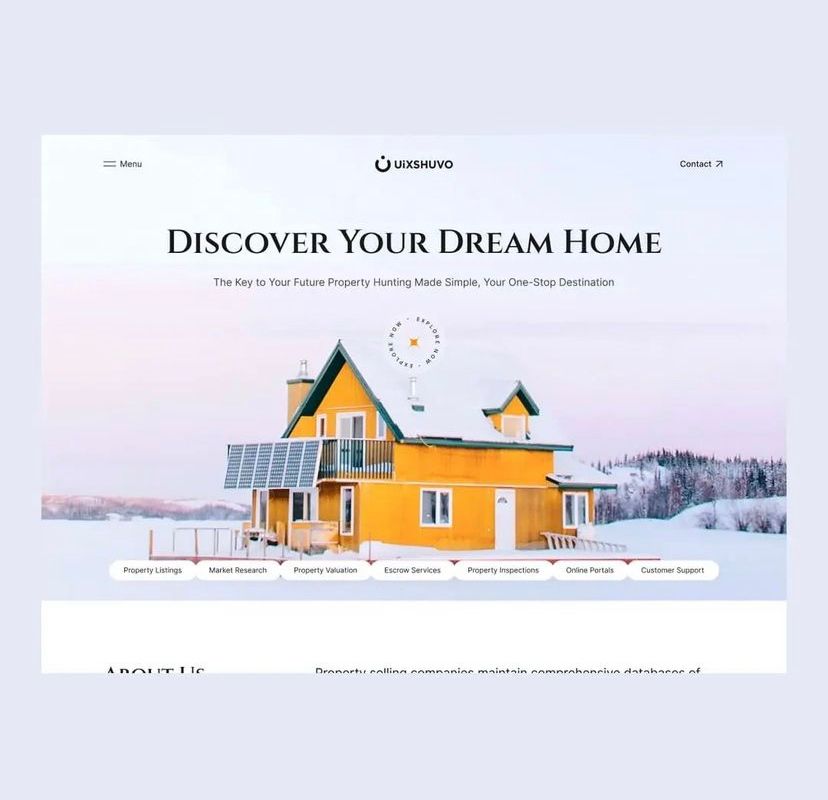 Menu
UiXSHUVO
Contact
Discover Your Dream Home
The Key to Your Future Property Hunting Made Simple, Your One-Stop Destination
EXPLORE NOW - EXPLORE NOW -
Property Listings
Market Research
Property Valuation
Escrow Services
Property Inspections
Online Portals
Customer Support
About Us
Property selling companies maintain comprehensive databases of